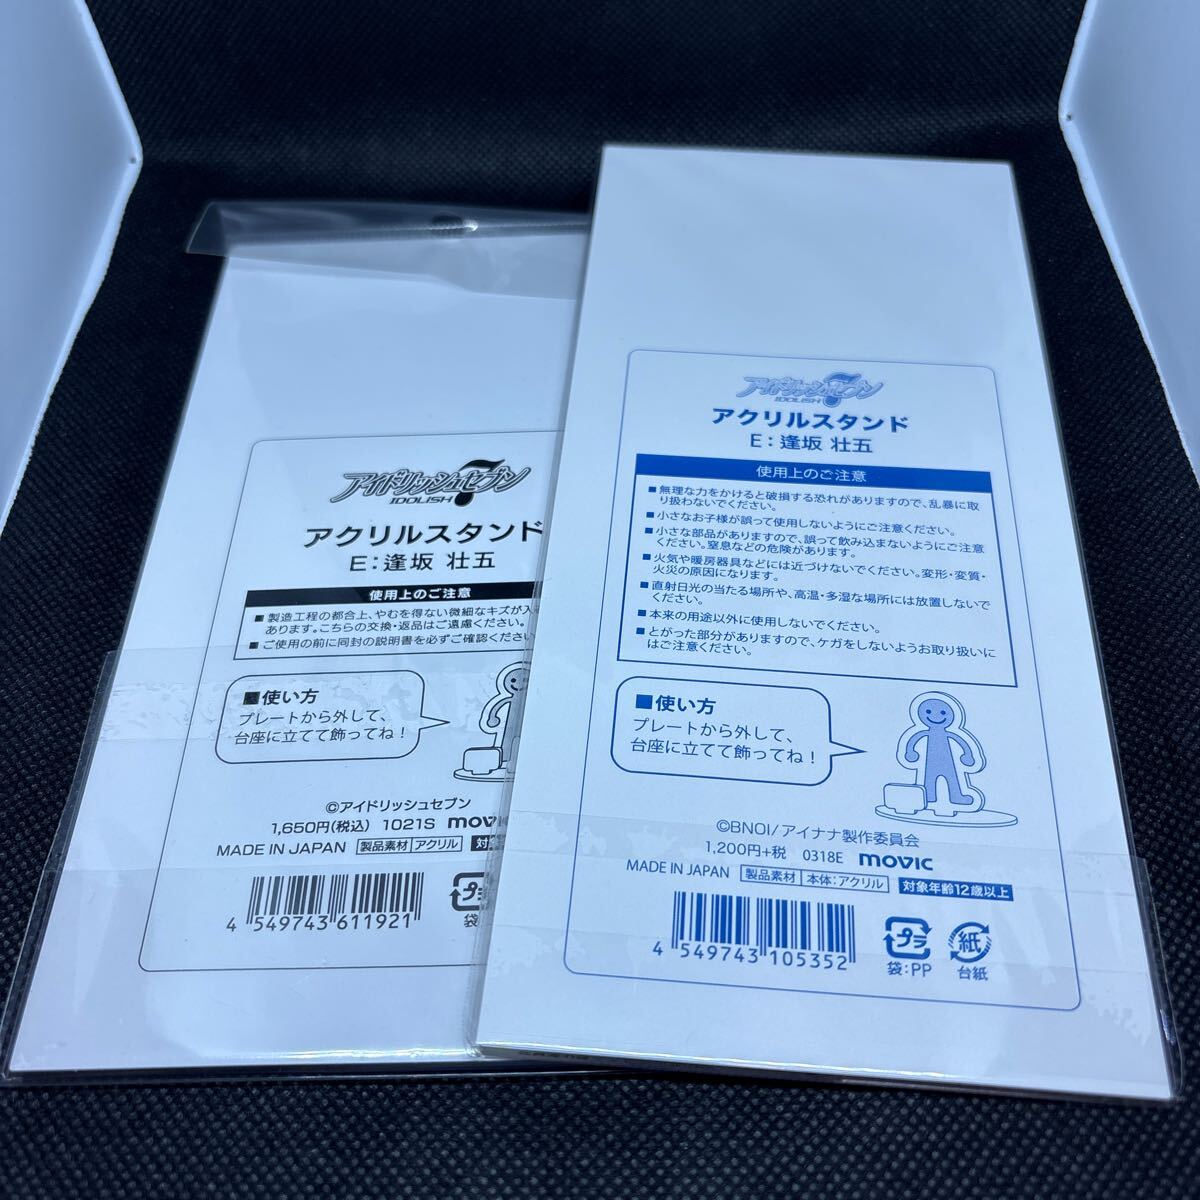 アイドリッシュセブン
IDOLiSH7
アクリルスタンド
E:逢坂 壮五
使用上のご注意
■製造工程の都合上、やむを得ない微細なキズが入
あります。こちらの交換・返品はご遠慮ください。
■ご使用の前に同封の説明書を必ずご確認ください
■使い方
プレートから外して、
台座に立てて飾ってね!
©アイドリッシュセブン
1,650円(税込) 1021S movic
MADE IN JAPAN 製品素材 アクリル 対
4 549743 611921
プ
袋
アイドリッシュセブン
IDOLiSH7
アクリルスタンド
E:逢坂 壮五
使用上のご注意
■無理な力をかけると破損する恐れがありますので、乱暴に取
り扱わないでください。
■小さなお子様が誤って使用しないようにご注意ください。
■小さな部品がありますので、誤って飲み込まないようにご注意
ください。窒息などの危険があります。
■火気や暖房器具などには近づけないでください。変形・変質・
火災の原因になります。
■直射日光の当たる場所や、高温・多湿な場所には放置しないで
ください。
■本来の用途以外に使用しないでください。
■とがった部分がありますので、ケガをしないようお取り扱いに
はご注意ください。
■使い方
プレートから外して、
台座に立てて飾ってね!
©BNOI/アイナナ製作委員会
1,200円+税 0318E movic
MADE IN JAPAN 製品素材 本体:アクリル 対象年齢12歳以上
4 549743 105352
プラ
袋:PP
紙
台紙